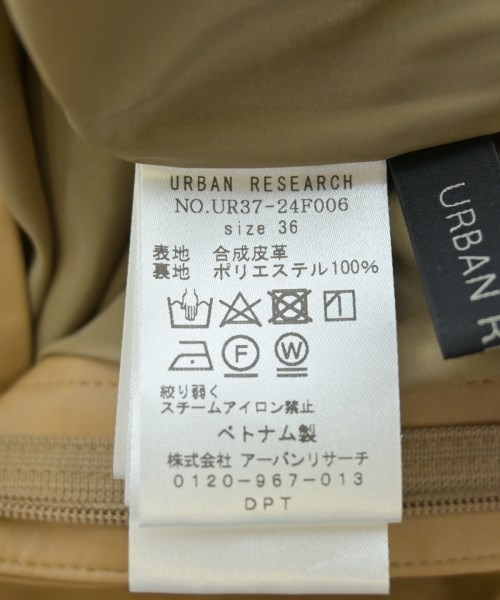 URBAN RESEARCH
NO.UR37-24F006
size 36
表地 合成皮革
裏地 ポリエステル100%
F W
絞り弱く
スチームアイロン禁止
ベトナム製
株式会社 アーバンリサーチ
0120-967-013
DPT
URBAN R